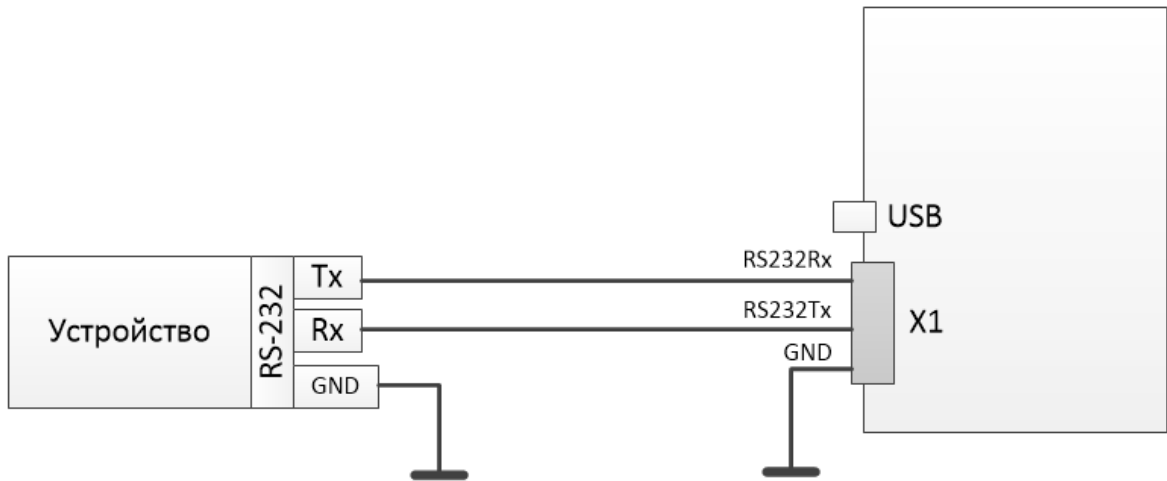 USB
RS232Rx
Tx
RS232Tx
X1
Устройство
RS-232
Rx
GND
GND